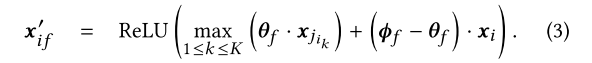 x′_{if} = ReLU ( max_{1≤k≤K} ( θ_f · x_{j_{i_k}} ) + ( ϕ_f − θ_f ) · x_i ) . (3)